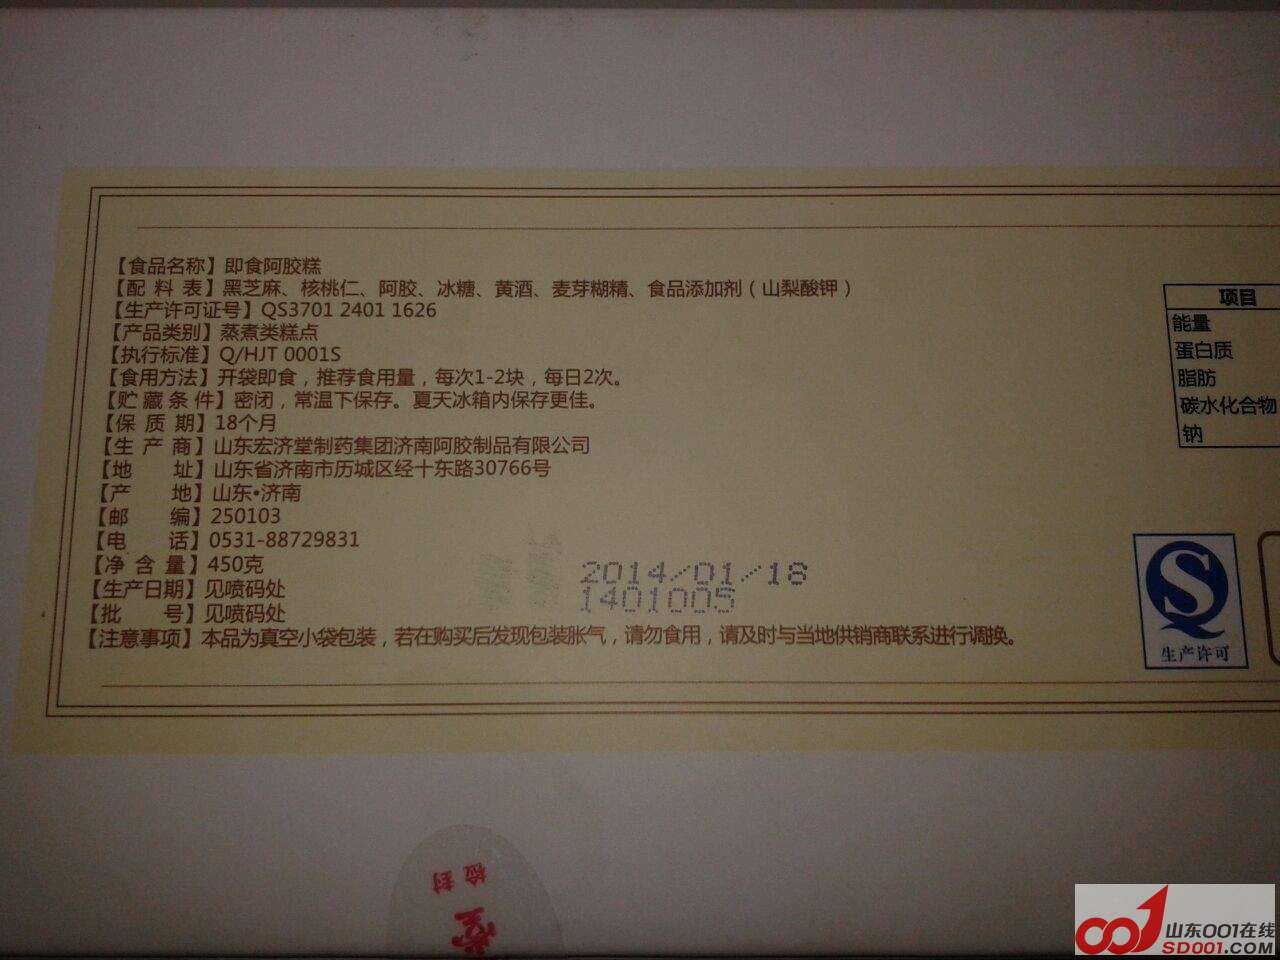 【食品名称】即食阿胶糕
【配 料 表】黑芝麻、核桃仁、阿胶、冰糖、黄酒、麦芽糊精、食品添加剂（山梨酸钾）
【生产许可证号】QS3701 2401 1626
【产品类别】蒸煮类糕点
【执行标准】Q/HJT 0001S
【食用方法】开袋即食，推荐食用量，每次1-2块，每日2次。
【贮 藏 条 件】密闭，常温下保存。夏天冰箱内保存更佳。
【保 质 期】18个月
【生 产 商】山东宏济堂制药集团济南阿胶制品有限公司
【地 址】山东省济南市历城区经十东路30766号
【产 地】山东•济南
【邮 编】250103
【电 话】0531-88729831
【净 含 量】450克
【生产日期】见喷码处
【批 号】见喷码处
【注意事项】本品为真空小袋包装，若在购买后发现包装胀气，请勿食用，请及时与当地供销商联系进行调换。
2014/01/18
1401005
项目
能量
蛋白质
脂肪
碳水化合物
钠
生产许可
检封
堂
山东001在线
SD001.COM